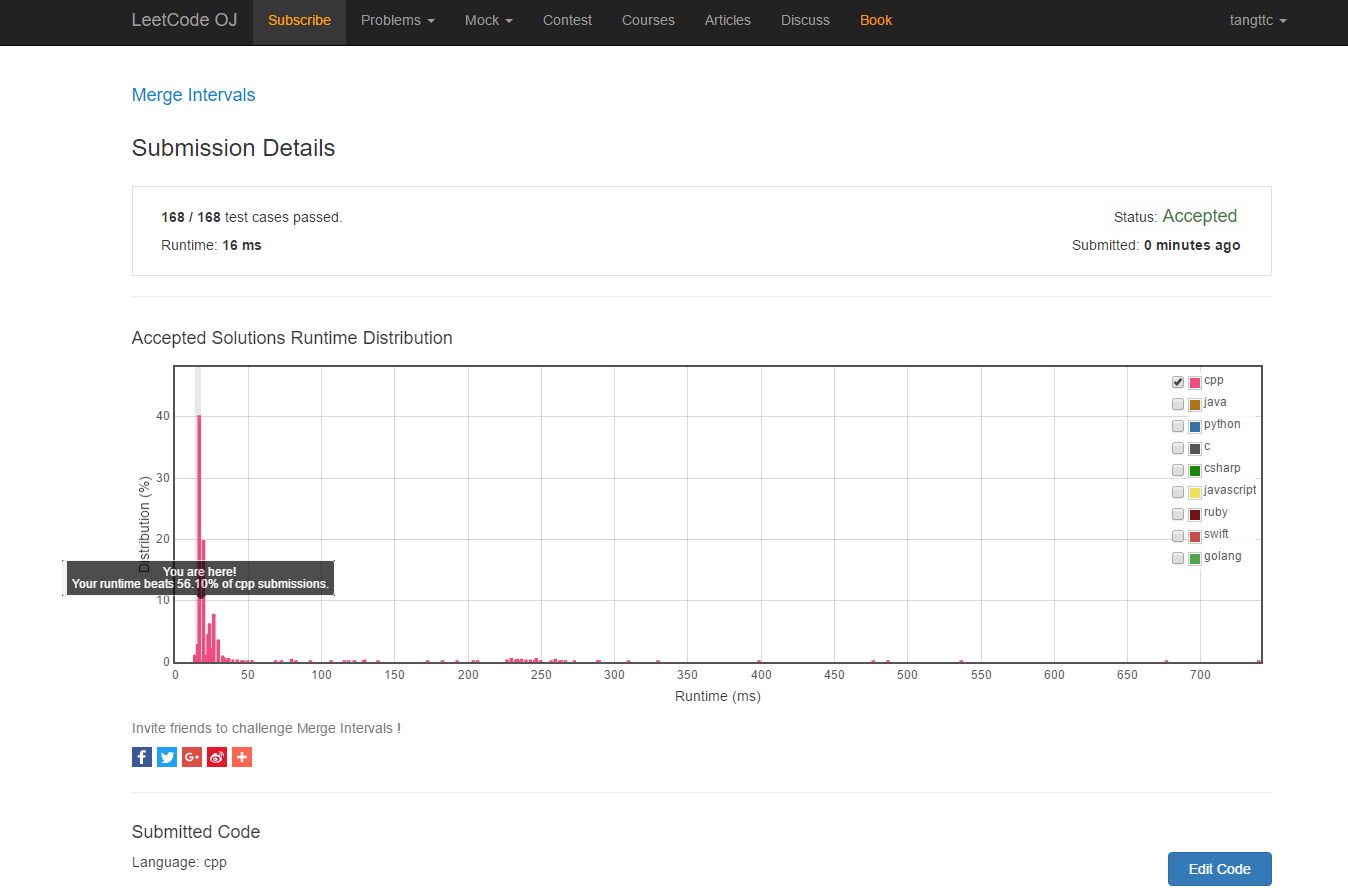 LeetCode OJ Subscribe Problems Mock Contest Courses Articles Discuss Book tangttc
Merge Intervals
Submission Details
168 / 168 test cases passed. Status: Accepted
Runtime: 16 ms Submitted: 0 minutes ago
Accepted Solutions Runtime Distribution
cpp
java
python
c
csharp
javascript
ruby
swift
golang
Distribution (%)
40
30
20
10
0
You are here!
Your runtime beats 56.10% of cpp submissions.
0 50 100 150 200 250 300 350 400 450 500 550 600 650 700
Runtime (ms)
Invite friends to challenge Merge Intervals !
Submitted Code
Language: cpp
Edit Code